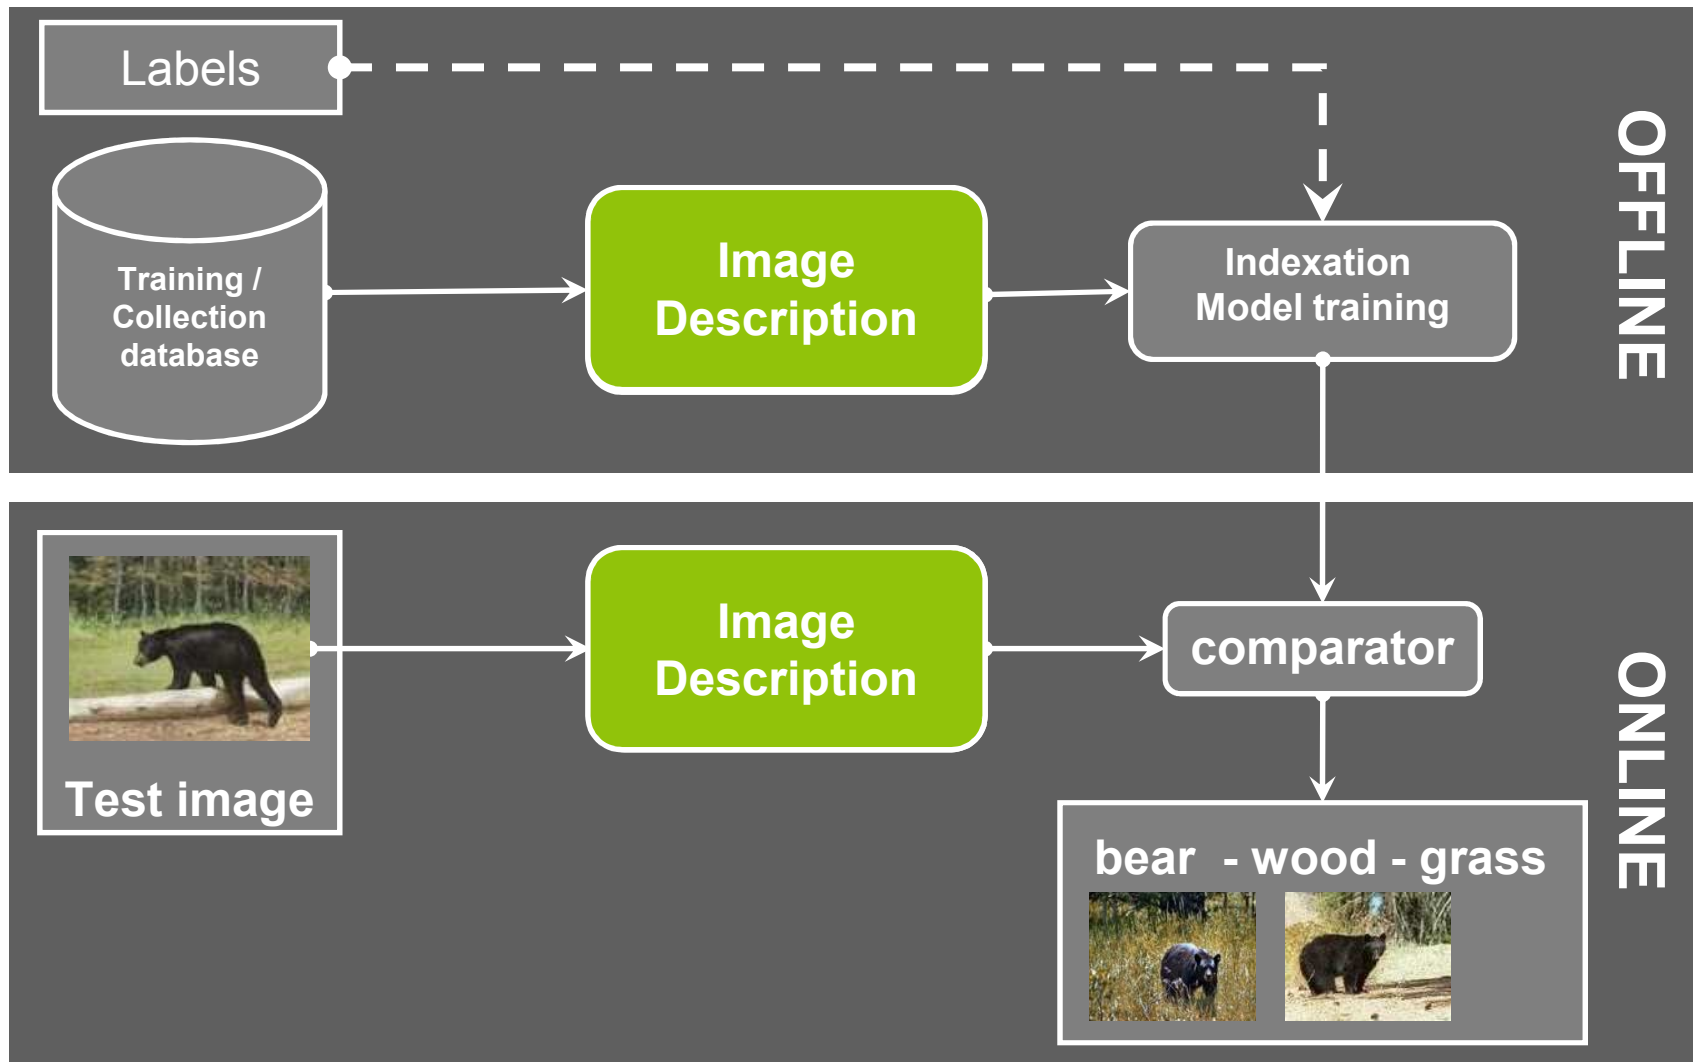 Labels
Training /
Collection
database
Image
Description
Indexation
Model training
OFFLINE
Test image
Image
Description
comparator
bear  - wood - grass
ONLINE